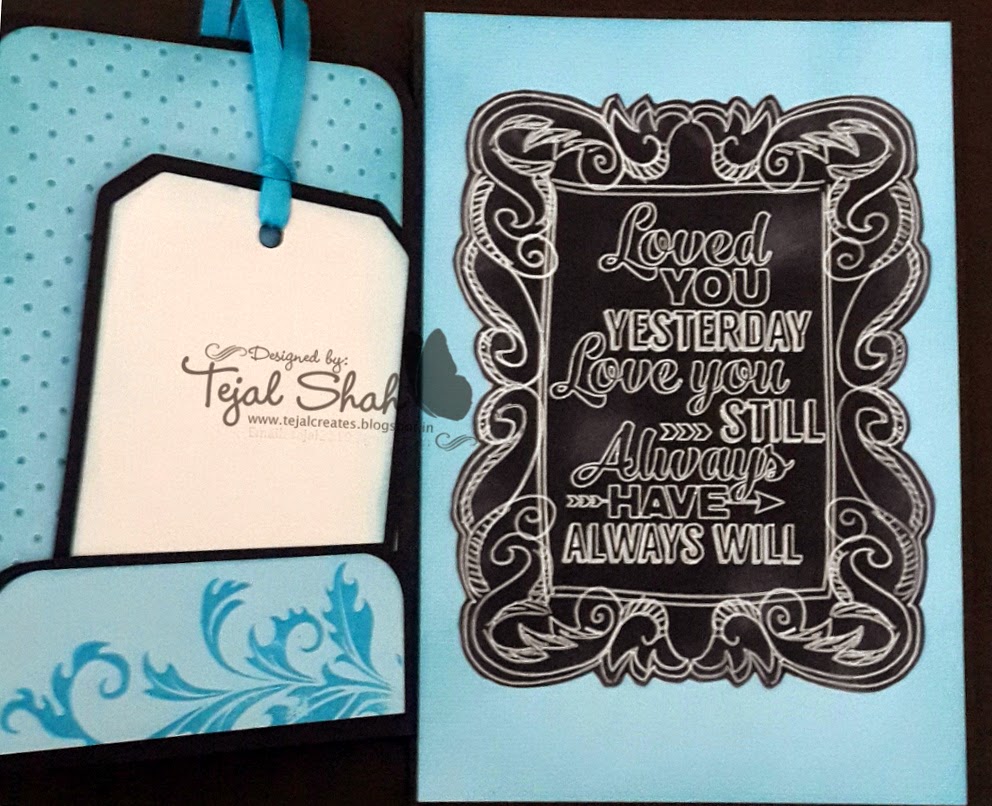 Designed by:
Tejal Shah
www.tejalcreates.blogspot.in
Loved
YOU
YESTERDAY
Love you
STILL
Always
HAVE
ALWAYS WILL